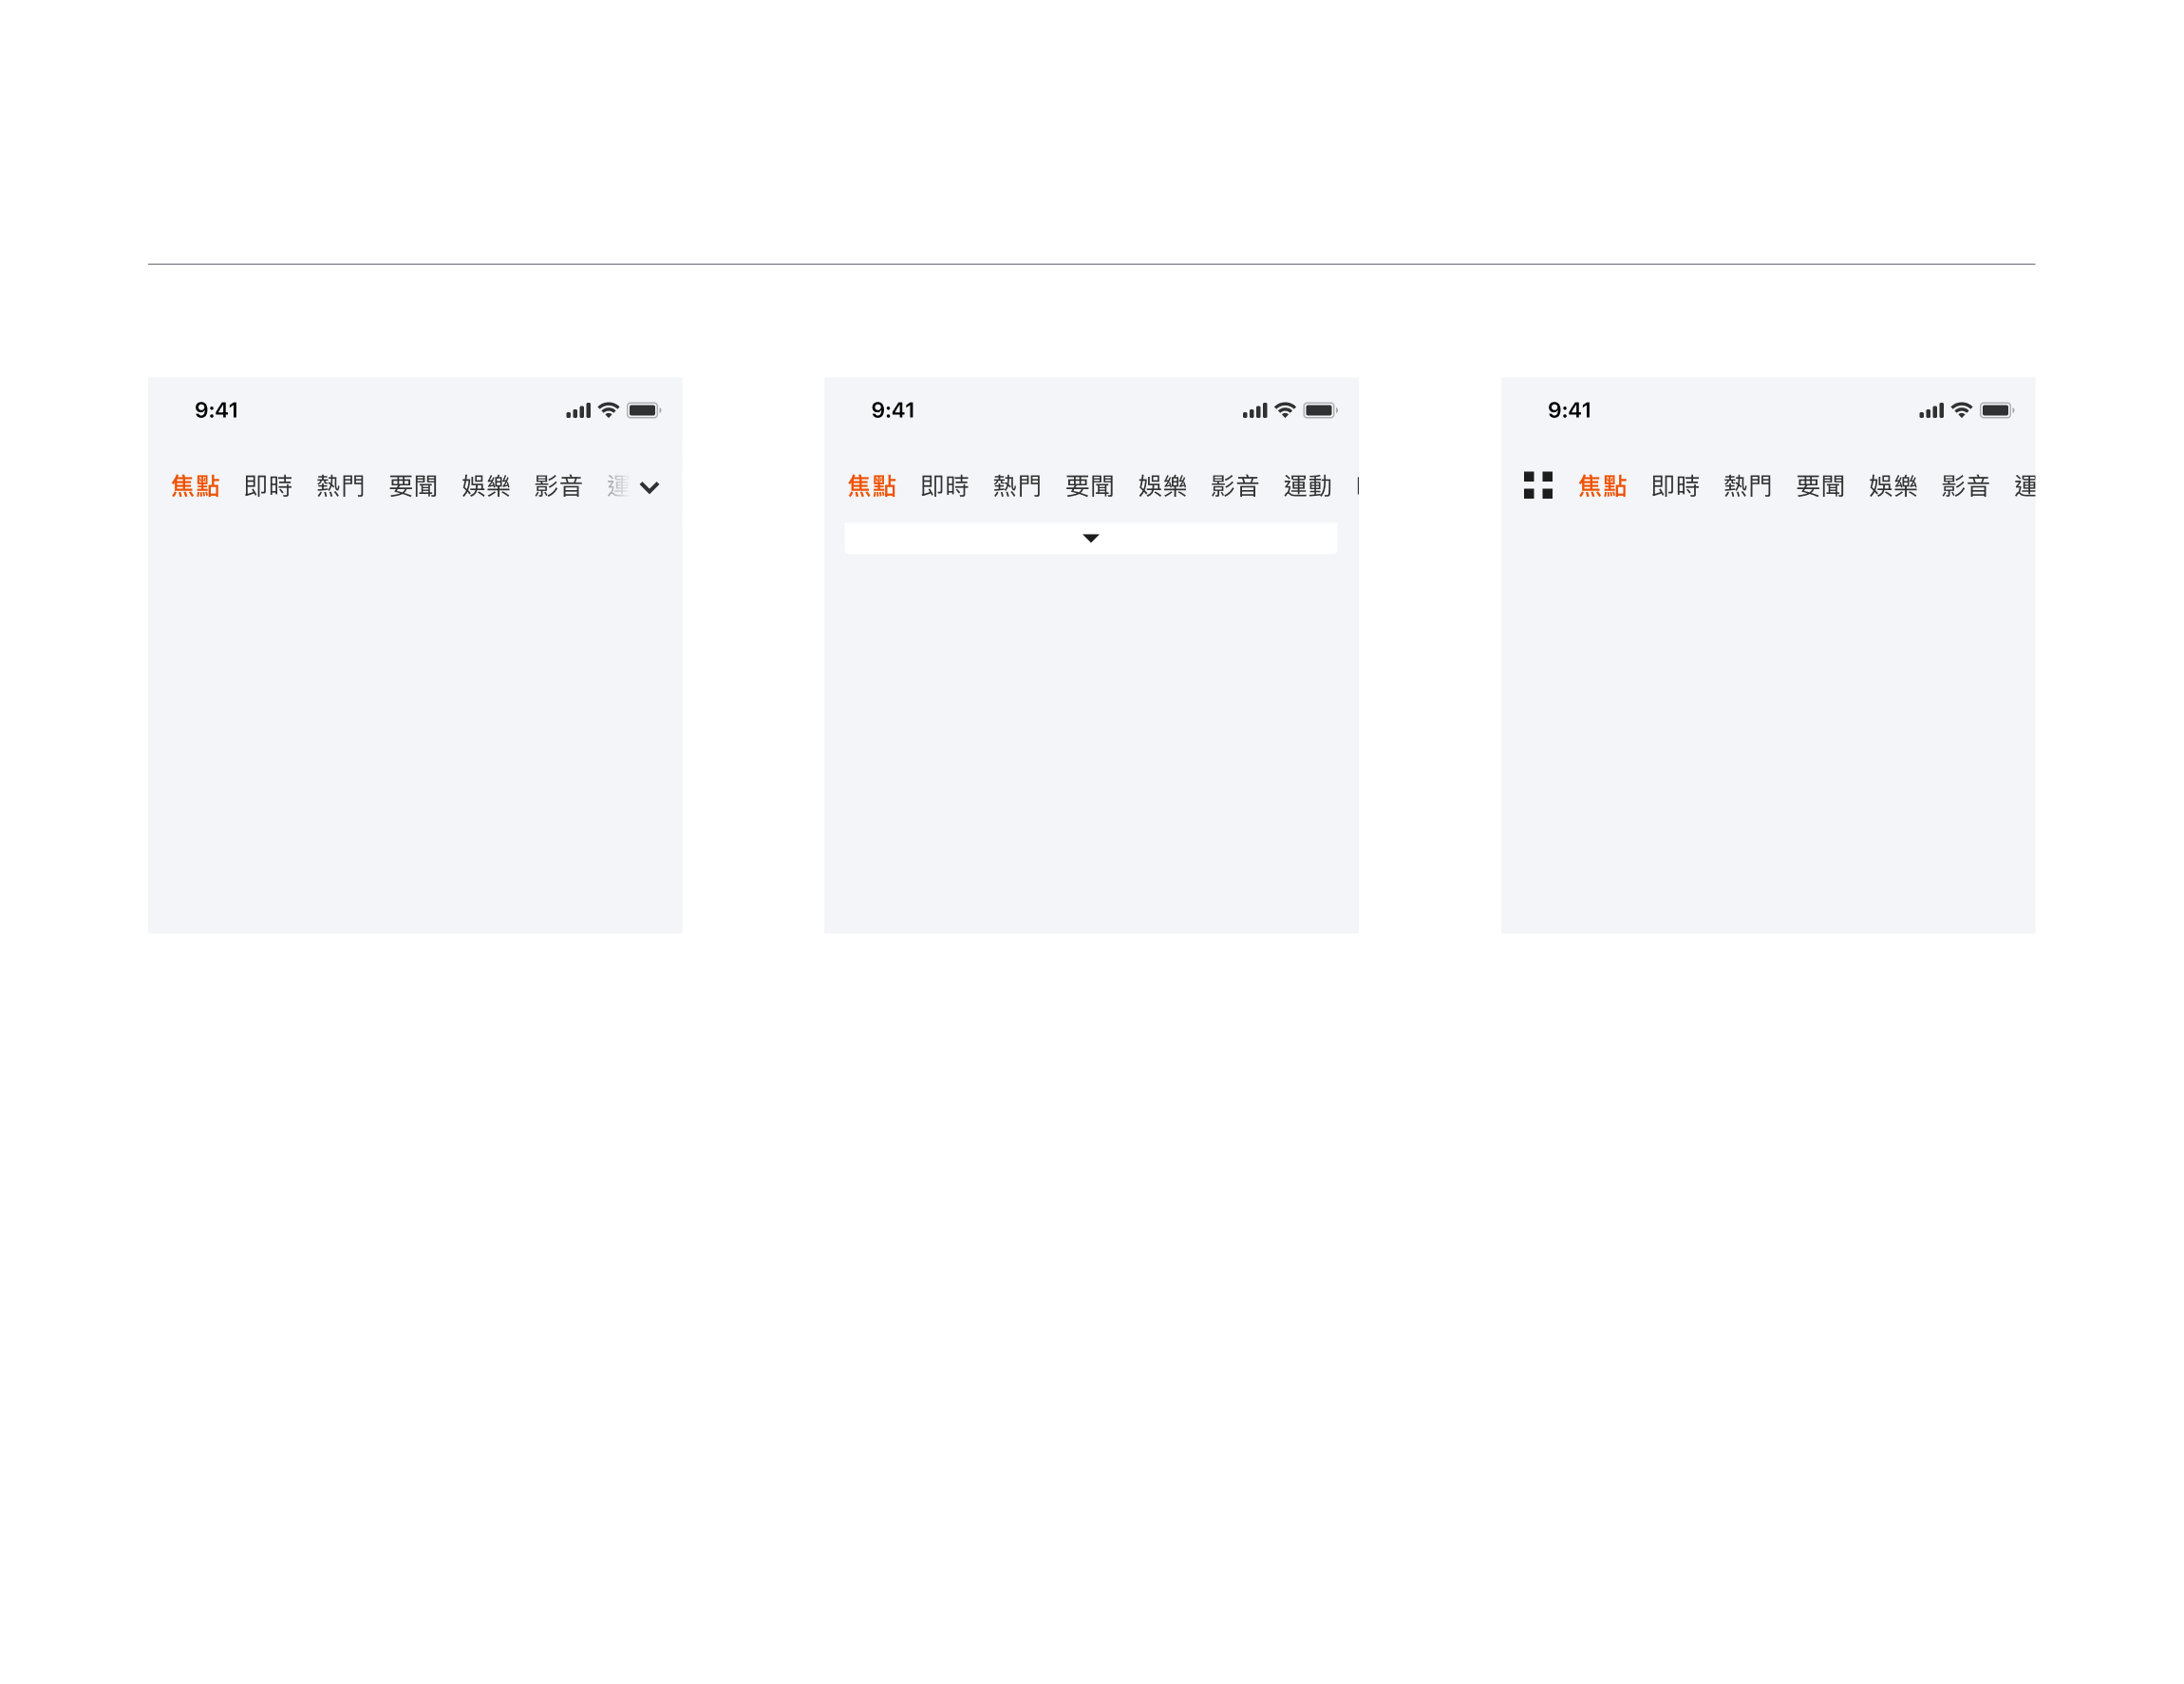 9:41
焦點 即時 熱門 要聞 娛樂 影音 運
9:41
焦點 即時 熱門 要聞 娛樂 影音 運動
9:41
焦點 即時 熱門 要聞 娛樂 影音 運